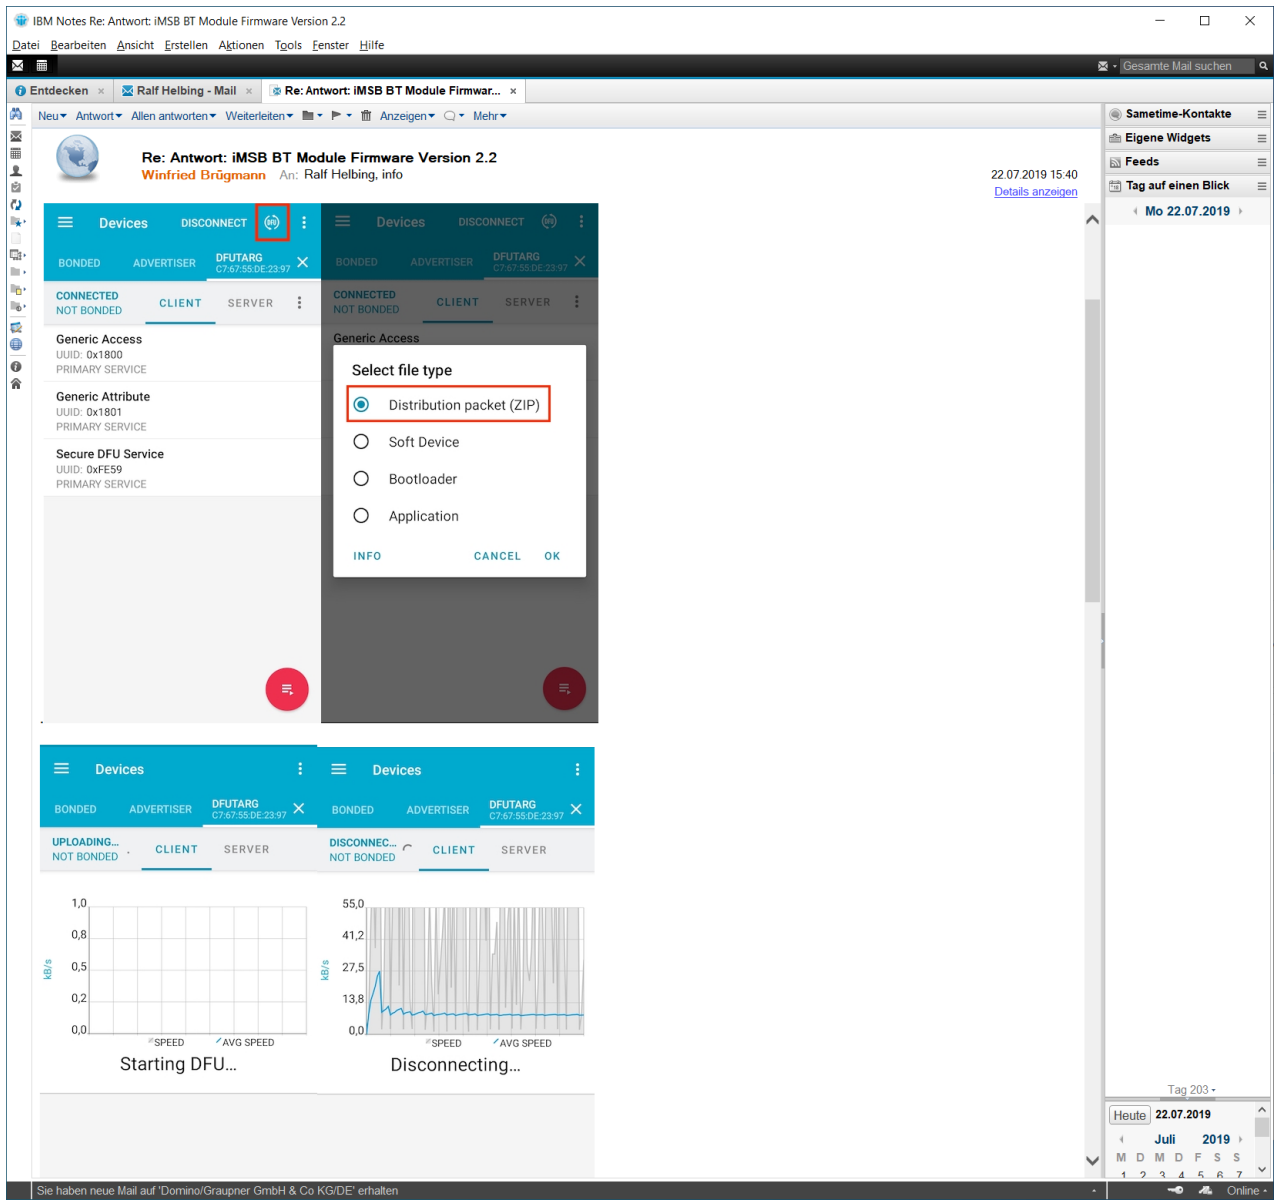 IBM Notes Re: Antwort: iMSB BT Module Firmware Version 2.2
Datei Bearbeiten Ansicht Erstellen Aktionen Tools Fenster Hilfe
Gesamte Mail suchen
Entdecken × Ralf Helbing - Mail × Re: Antwort: iMSB BT Module Firmwar... ×
Neu Antwort Allen antworten Weiterleiten Anzeigen Mehr
Re: Antwort: iMSB BT Module Firmware Version 2.2
Winfried Brügmann An: Ralf Helbing, info
22.07.2019 15:40
Details anzeigen
Devices DISCONNECT DFU
BONDED ADVERTISER DFUTARG
C7:67:55:DE:23:97
CONNECTED
NOT BONDED
CLIENT SERVER
Generic Access
UUID: 0x1800
PRIMARY SERVICE
Generic Attribute
UUID: 0x1801
PRIMARY SERVICE
Secure DFU Service
UUID: 0xFE59
PRIMARY SERVICE
Devices DISCONNECT DFU
BONDED ADVERTISER DFUTARG
C7:67:55:DE:23:97
CONNECTED
NOT BONDED
CLIENT SERVER
Generic Access
Select file type
Distribution packet (ZIP)
Soft Device
Bootloader
Application
INFO CANCEL OK
Devices
BONDED ADVERTISER DFUTARG
C7:67:55:DE:23:97
UPLOADING...
NOT BONDED
CLIENT SERVER
1,0
0,8
0,5
0,2
0,0
kB/s
SPEED AVG SPEED
Starting DFU...
Devices
BONDED ADVERTISER DFUTARG
C7:67:55:DE:23:97
DISCONNEC...
NOT BONDED
CLIENT SERVER
55,0
41,2
27,5
13,8
0,0
kB/s
SPEED AVG SPEED
Disconnecting...
Sametime-Kontakte
Eigene Widgets
Feeds
Tag auf einen Blick
Mo 22.07.2019
Tag 203
Heute 22.07.2019
Juli 2019
M D M D F S S
1 2 3 4 5 6 7
Sie haben neue Mail auf 'Domino/Graupner GmbH & Co KG/DE' erhalten
Online